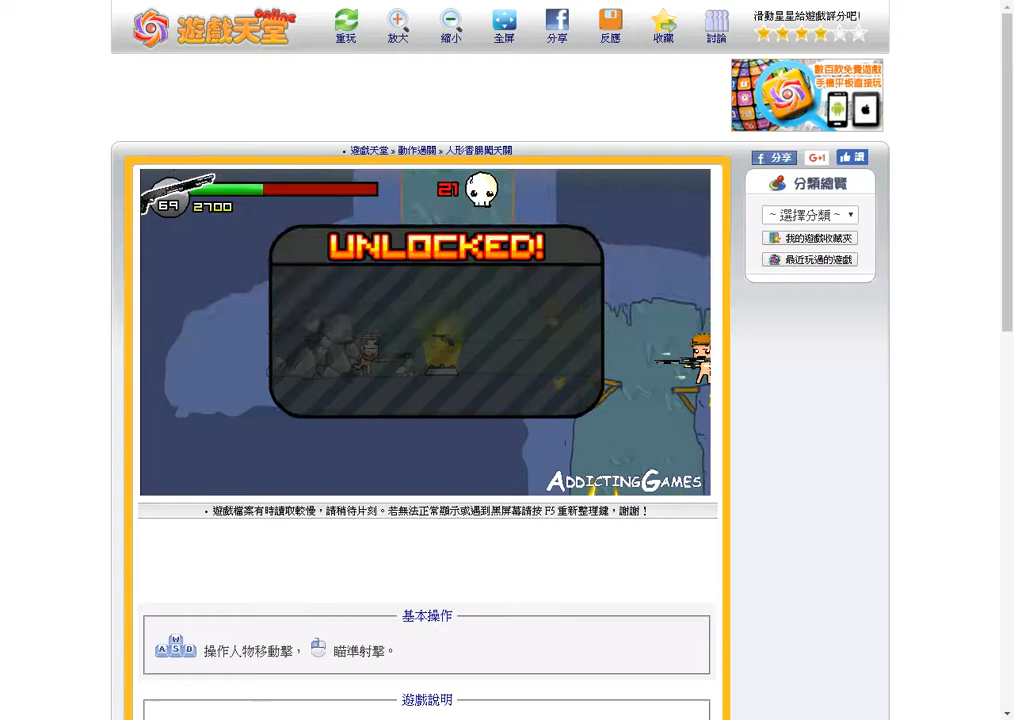 遊戲天堂 online
重玩 放大 縮小 全屏 分享 反應 收藏 討論
滑動星星給遊戲評分吧!
數百款免費遊戲
手機平板直接玩
• 遊戲天堂 » 動作過關 » 人形香腸闖天關
f 分享 G+1 讚
分類總覽
~ 選擇分類 ~
我的遊戲收藏夾
最近玩過的遊戲
69 2700 21
UNLOCKED!
ADDICTINGGAMES
• 遊戲檔案有時讀取較慢，請稍待片刻。若無法正常顯示或遇到黑屏幕請按 F5 重新整理鍵，謝謝！
基本操作
W A S D 操作人物移動擊， 瞄準射擊。
遊戲說明